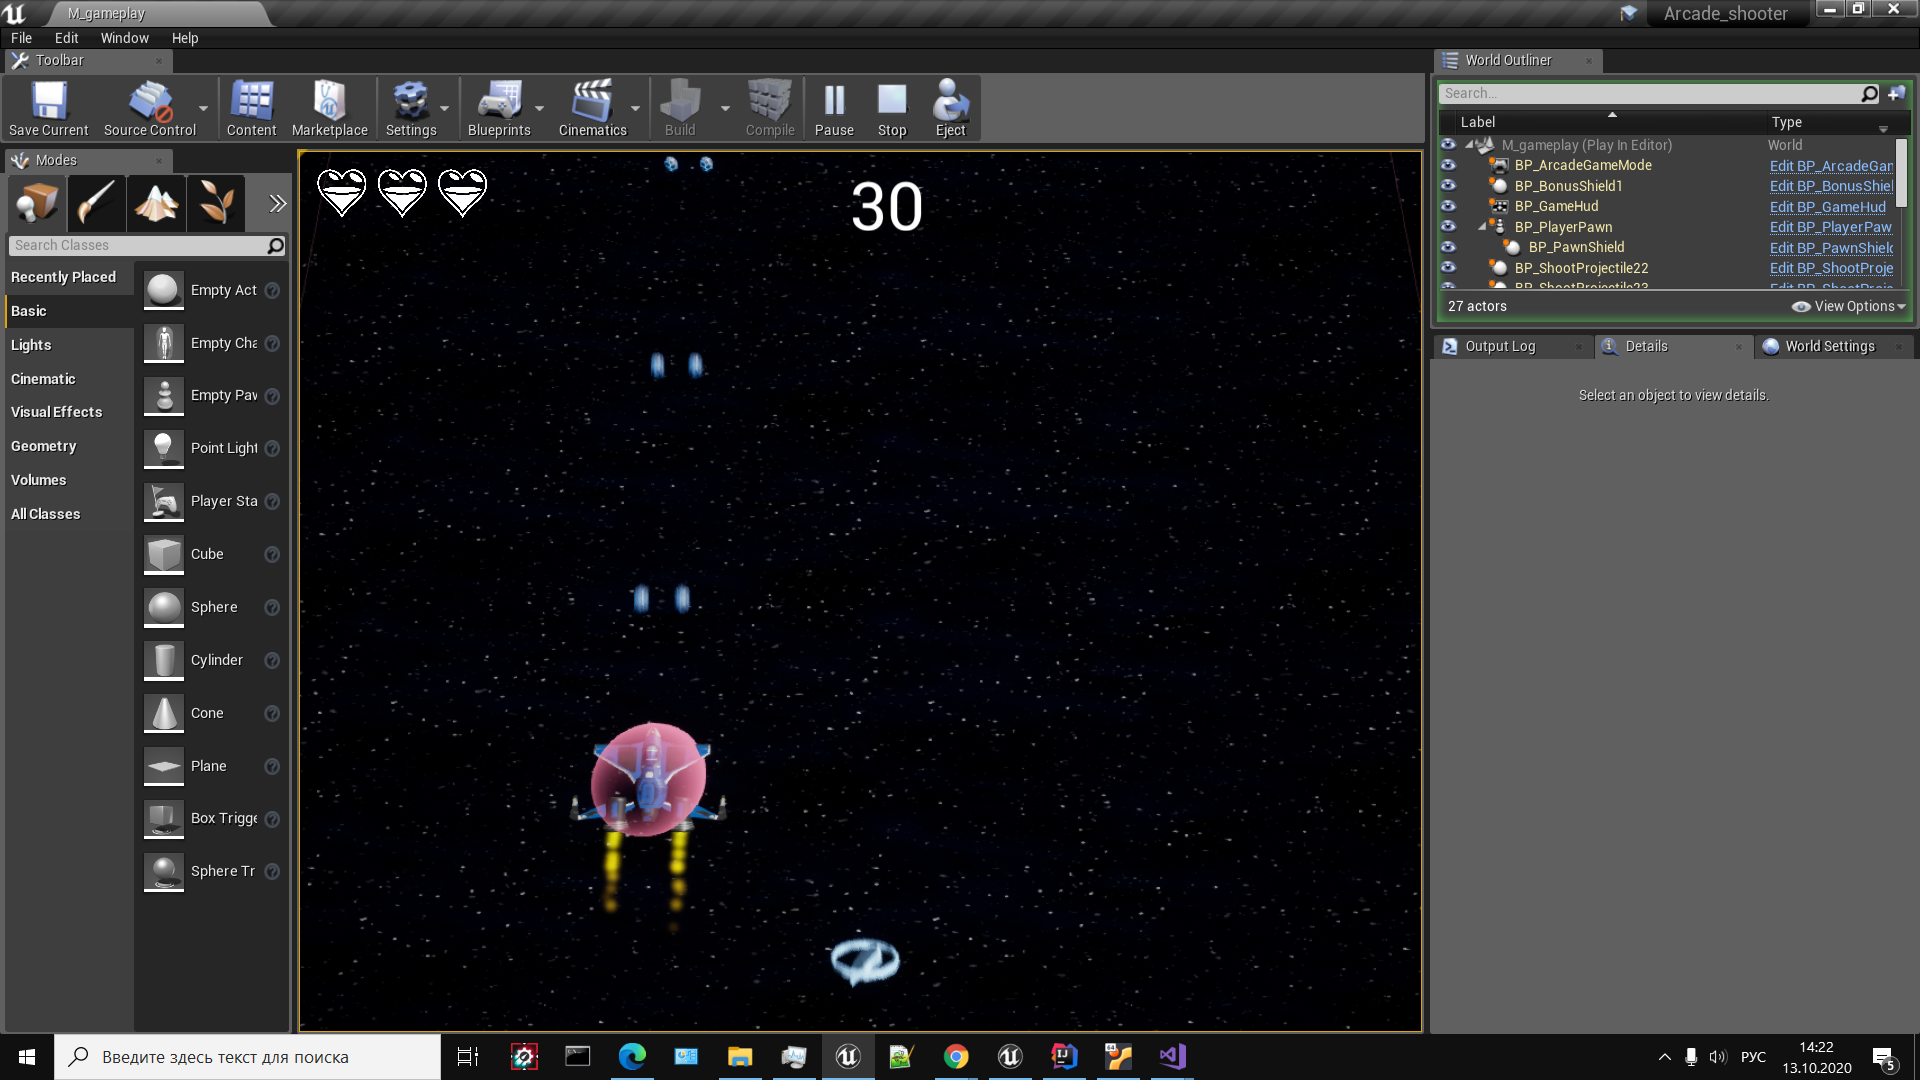 M_gameplay
Arcade_shooter
File Edit Window Help
Toolbar
World Outliner
Save Current Source Control Content Marketplace Settings Blueprints Cinematics Build Compile Pause Stop Eject
Search...
Label Type
Modes
M_gameplay (Play In Editor) World
BP_ArcadeGameMode Edit BP_ArcadeGar
BP_BonusShield1 Edit BP_BonusShiel
BP_GameHud Edit BP_GameHud
BP_PlayerPawn Edit BP_PlayerPaw
BP_PawnShield Edit BP_PawnShield
BP_ShootProjectile22 Edit BP_ShootProje
BP_ShootProjectile23 Edit BP_ShootProje
27 actors View Options
Output Log Details World Settings
Select an object to view details.
30
Search Classes
Recently Placed
Basic
Lights
Cinematic
Visual Effects
Geometry
Volumes
All Classes
Empty Act
Empty Cha
Empty Pav
Point Light
Player Sta
Cube
Sphere
Cylinder
Cone
Plane
Box Trigge
Sphere Tr
Введите здесь текст для поиска
64
РУС
14:22
13.10.2020
5